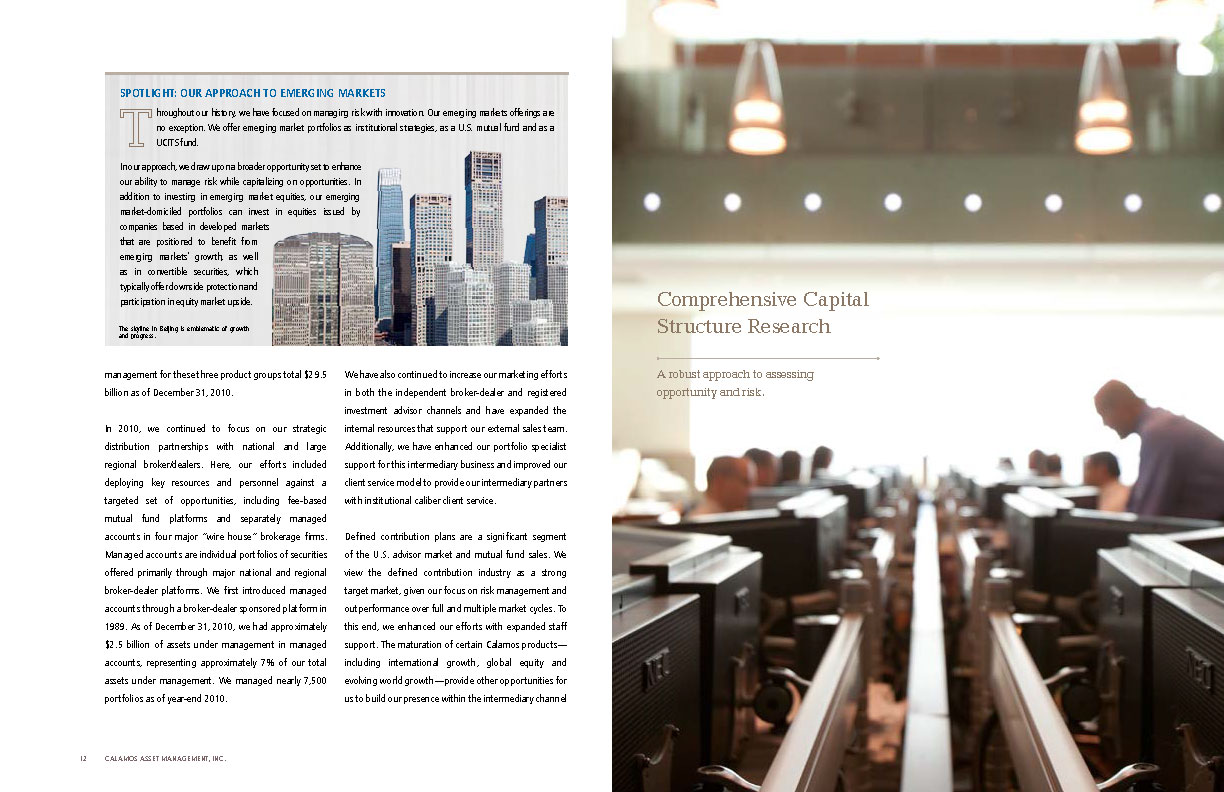 SPOTLIGHT: OUR APPROACH TO EMERGING MARKETS
Throughout our history, we have focused on managing risk with innovation. Our emerging markets offerings are
no exception. We offer emerging market portfolios as institutional strategies, as a U.S. mutual fund and as a
UCITS fund.
In our approach, we draw upon a broader opportunity set to enhance
our ability to manage risk while capitalizing on opportunities. In
addition to investing in emerging market equities, our emerging
market-domiciled portfolios can invest in equities issued by
companies based in developed markets
that are positioned to benefit from
emerging markets' growth, as well
as in convertible securities, which
typically offer downside protection and
participation in equity market upside.
The skyline in Beijing is emblematic of growth
and progress.
management for these three product groups total $29.5
billion as of December 31, 2010.
In 2010, we continued to focus on our strategic
distribution partnerships with national and large
regional broker/dealers. Here, our efforts included
deploying key resources and personnel against a
targeted set of opportunities, including fee-based
mutual fund platforms and separately managed
accounts in four major "wire house" brokerage firms.
Managed accounts are individual portfolios of securities
offered primarily through major national and regional
broker-dealer platforms. We first introduced managed
accounts through a broker-dealer sponsored platform in
1989. As of December 31, 2010, we had approximately
$2.5 billion of assets under management in managed
accounts, representing approximately 7% of our total
assets under management. We managed nearly 7,500
portfolios as of year-end 2010.
We have also continued to increase our marketing efforts
in both the independent broker-dealer and registered
investment advisor channels and have expanded the
internal resources that support our external sales team.
Additionally, we have enhanced our portfolio specialist
support for this intermediary business and improved our
client service model to provide our intermediary partners
with institutional caliber client service.
Defined contribution plans are a significant segment
of the U.S. advisor market and mutual fund sales. We
view the defined contribution industry as a strong
target market, given our focus on risk management and
outperformance over full and multiple market cycles. To
this end, we enhanced our efforts with expanded staff
support. The maturation of certain Calamos products—
including international growth, global equity and
evolving world growth—provide other opportunities for
us to build our presence within the intermediary channel
12 CALAMOS ASSET MANAGEMENT, INC.
Comprehensive Capital
Structure Research
A robust approach to assessing
opportunity and risk.
NEC
NEC